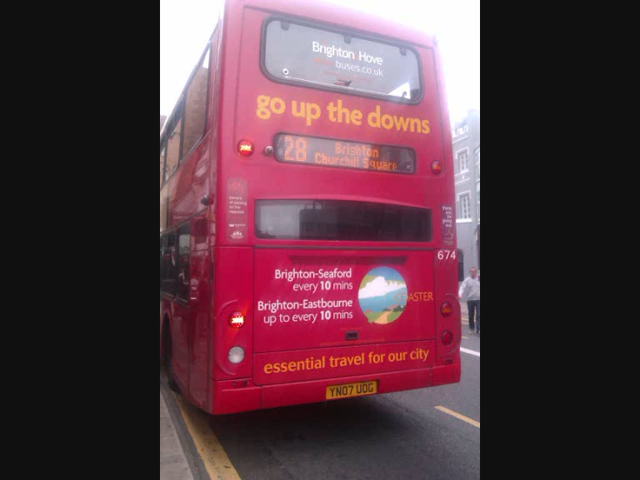 Brighton Hove
buses.co.uk
go up the downs
28 Brighton
Churchill Square
674
Brighton-Seaford
every 10 mins
Brighton-Eastbourne
up to every 10 mins
COASTER
essential travel for our city
YN07 UOG